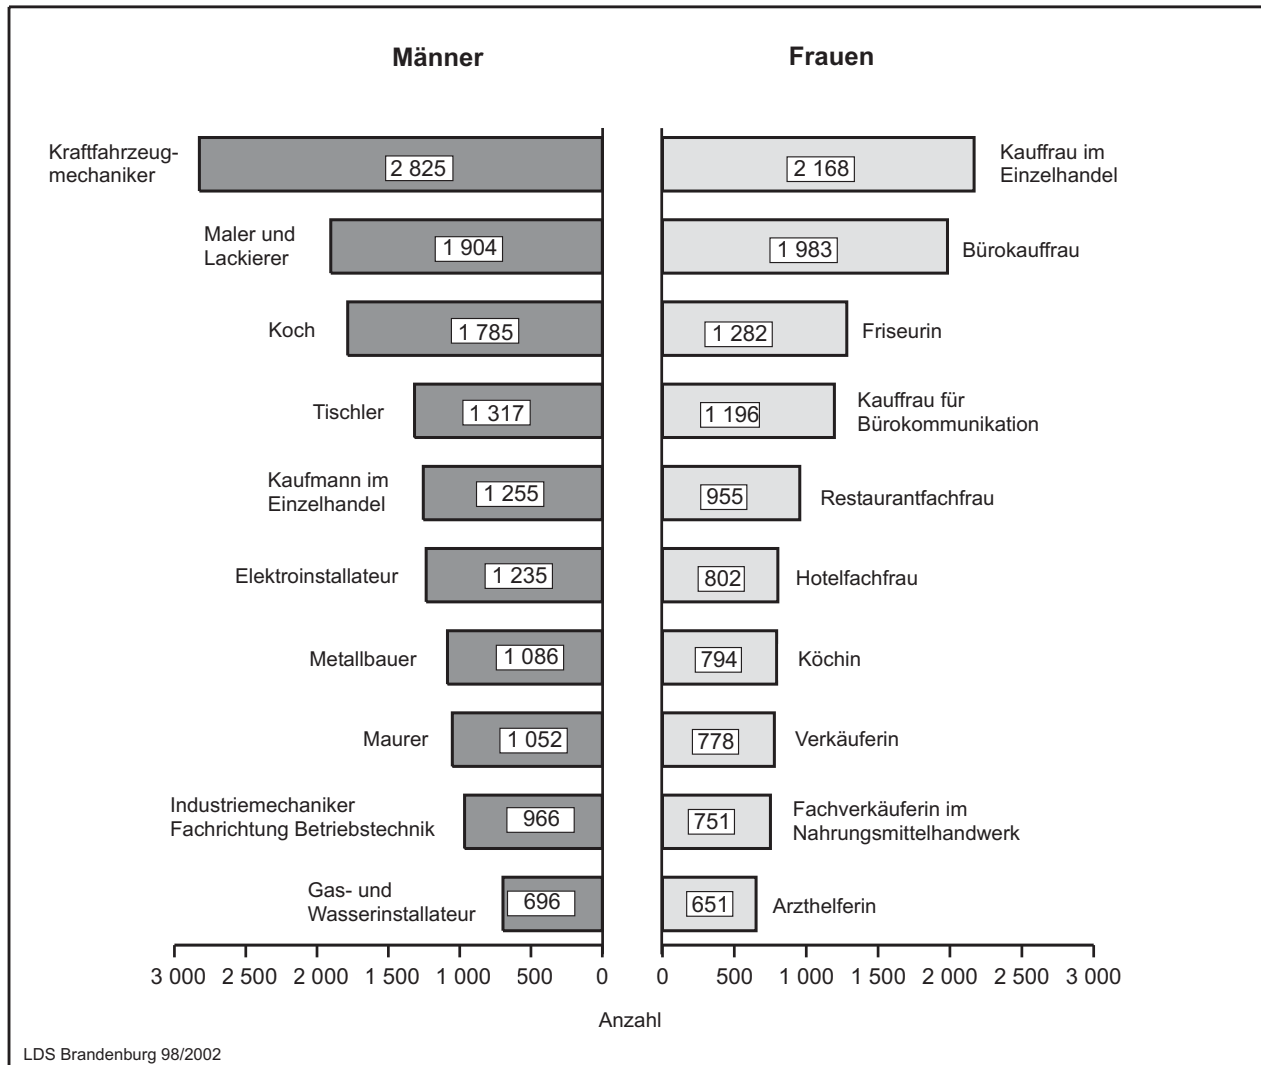 Männer
Frauen
Kraftfahrzeug-
mechaniker
2 825
2 168
Kauffrau im
Einzelhandel
Maler und
Lackierer
1 904
1 983
Bürokauffrau
Koch
1 785
1 282
Friseurin
Tischler
1 317
1 196
Kauffrau für
Bürokommunikation
Kaufmann im
Einzelhandel
1 255
955
Restaurantfachfrau
Elektroinstallateur
1 235
802
Hotelfachfrau
Metallbauer
1 086
794
Köchin
Maurer
1 052
778
Verkäuferin
Industriemechaniker
Fachrichtung Betriebstechnik
966
751
Fachverkäuferin im
Nahrungsmittelhandwerk
Gas- und
Wasserinstallateur
696
651
Arzthelferin
3 000 2 500 2 000 1 500 1 000 500 0
0 500 1 000 1 500 2 000 2 500 3 000
Anzahl
LDS Brandenburg 98/2002